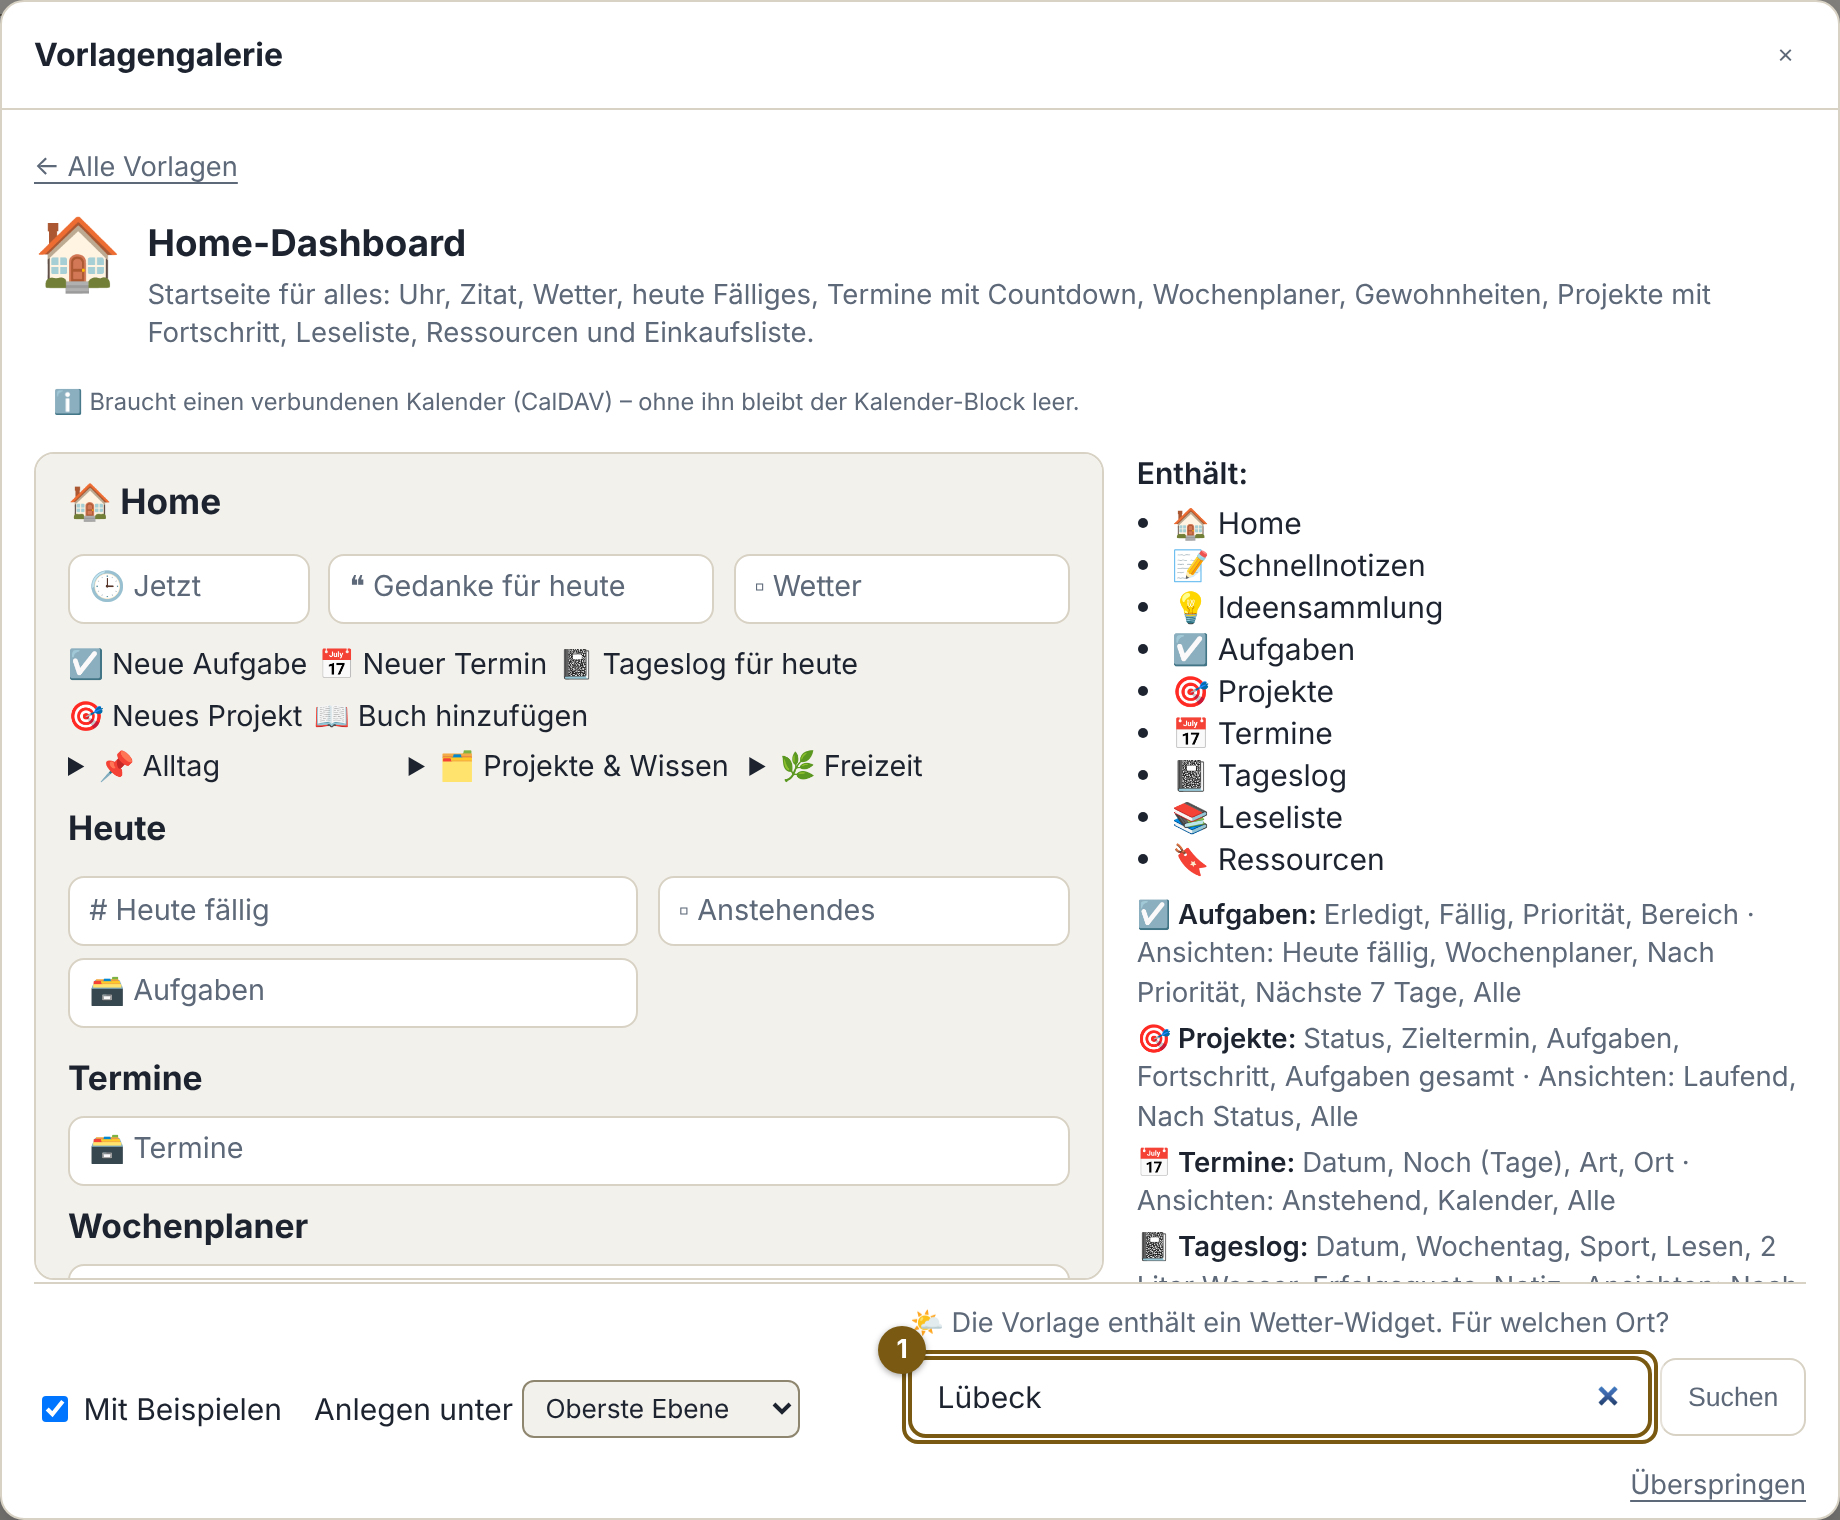 Vorlagengalerie ×
← Alle Vorlagen
🏠 Home-Dashboard
Startseite für alles: Uhr, Zitat, Wetter, heute Fälliges, Termine mit Countdown, Wochenplaner, Gewohnheiten, Projekte mit
Fortschritt, Leseliste, Ressourcen und Einkaufsliste.
ℹ️ Braucht einen verbundenen Kalender (CalDAV) – ohne ihn bleibt der Kalender-Block leer.
🏠 Home
🕒 Jetzt
❝ Gedanke für heute
▫ Wetter
☑️ Neue Aufgabe 📅 Neuer Termin 📓 Tageslog für heute
🎯 Neues Projekt 📖 Buch hinzufügen
▶ 📌 Alltag
▶ 🗂️ Projekte & Wissen
▶ 🌿 Freizeit
Heute
# Heute fällig
▫ Anstehendes
🗃️ Aufgaben
Termine
🗃️ Termine
Wochenplaner
Enthält:
• 🏠 Home
• 📝 Schnellnotizen
• 💡 Ideensammlung
• ☑️ Aufgaben
• 🎯 Projekte
• 📅 Termine
• 📓 Tageslog
• 📚 Leseliste
• 🔖 Ressourcen
☑️ Aufgaben: Erledigt, Fällig, Priorität, Bereich ·
Ansichten: Heute fällig, Wochenplaner, Nach
Priorität, Nächste 7 Tage, Alle
🎯 Projekte: Status, Zieltermin, Aufgaben,
Fortschritt, Aufgaben gesamt · Ansichten: Laufend,
Nach Status, Alle
📅 Termine: Datum, Noch (Tage), Art, Ort ·
Ansichten: Anstehend, Kalender, Alle
📓 Tageslog: Datum, Wochentag, Sport, Lesen, 2
Liter Wasser, Erfolgsquote, Notiz · Ansichten: Nach
🌤️ Die Vorlage enthält ein Wetter-Widget. Für welchen Ort?
1
Mit Beispielen
Anlegen unter
Oberste Ebene
Lübeck ×
Suchen
Überspringen